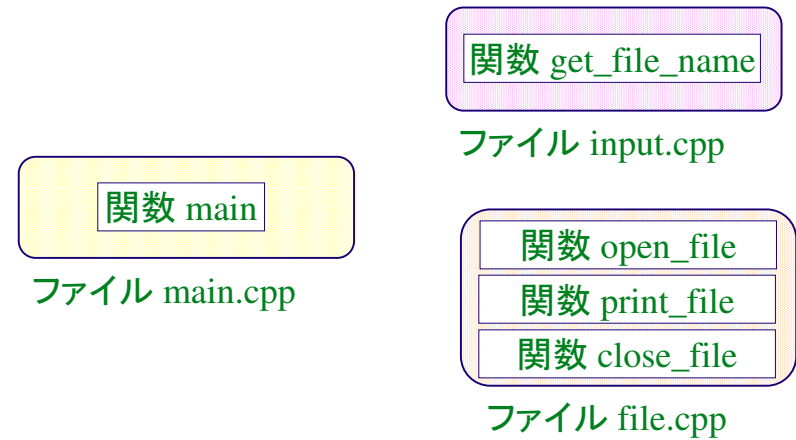 関数 get_file_name
ファイル input.cpp
関数 main
ファイル main.cpp
関数 open_file
関数 print_file
関数 close_file
ファイル file.cpp